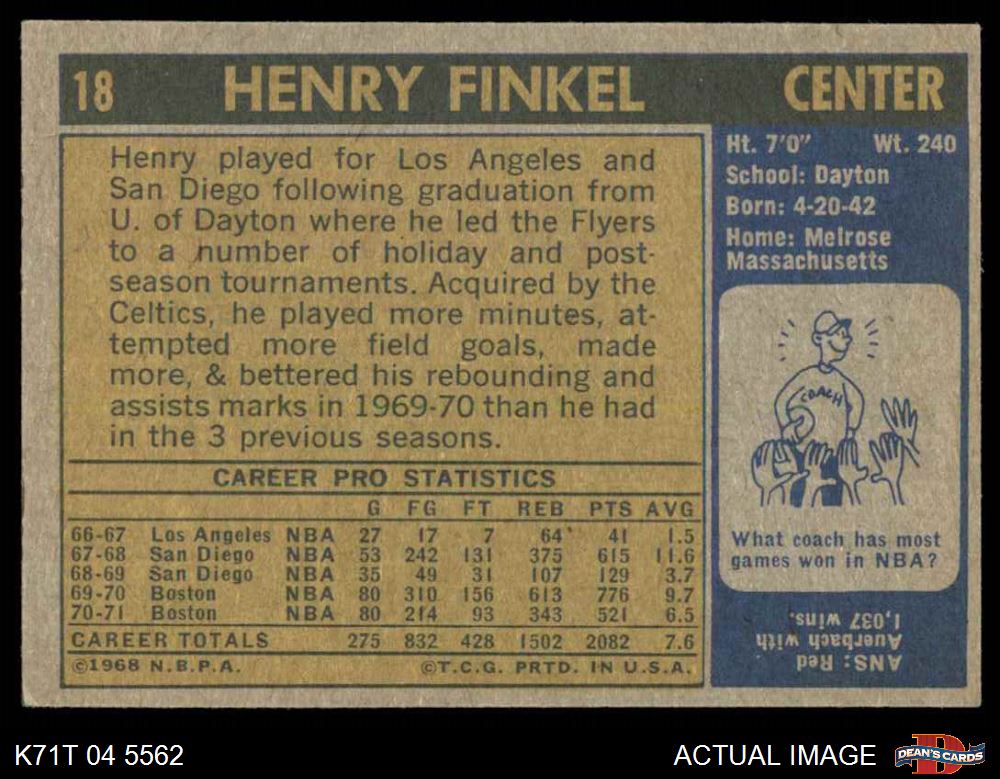 18 HENRY FINKEL CENTER
Henry played for Los Angeles and
San Diego following graduation from
U. of Dayton where he led the Flyers
to a number of holiday and post-
season tournaments. Acquired by the
Celtics, he played more minutes, at-
tempted more field goals, made
more, & bettered his rebounding and
assists marks in 1969-70 than he had
in the 3 previous seasons.
Ht. 7'0" Wt. 240
School: Dayton
Born: 4-20-42
Home: Melrose
Massachusetts
COACH
What coach has most
games won in NBA?
ANS: Red
Auerbach with
1,037 wins.
CAREER PRO STATISTICS
G FG FT REB PTS AVG
66-67 Los Angeles NBA 27 17 7 64 41 1.5
67-68 San Diego NBA 53 242 131 375 615 11.6
68-69 San Diego NBA 35 49 31 107 129 3.7
69-70 Boston NBA 80 310 156 613 776 9.7
70-71 Boston NBA 80 214 93 343 521 6.5
CAREER TOTALS 275 832 428 1502 2082 7.6
©1968 N.B.P.A. ©T.C.G. PRTD. IN U.S.A.
K71T 04 5562 ACTUAL IMAGE D DEAN'S CARDS